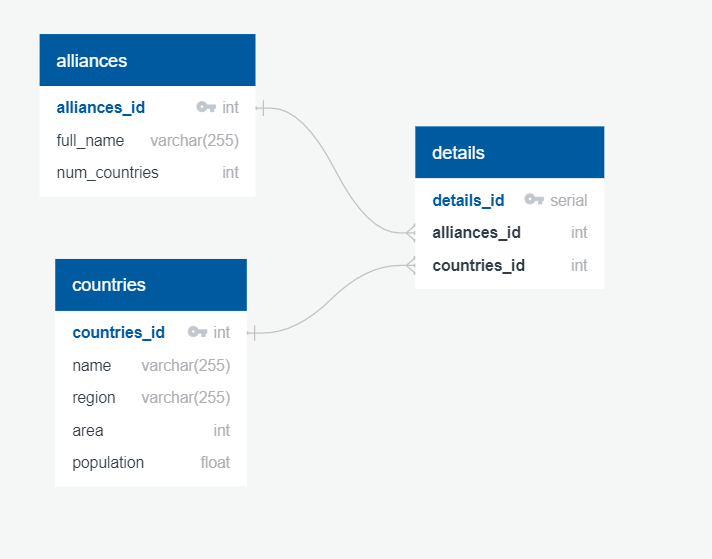 alliances
alliances_id int
full_name varchar(255)
num_countries int
details
details_id serial
alliances_id int
countries_id int
countries
countries_id int
name varchar(255)
region varchar(255)
area int
population float